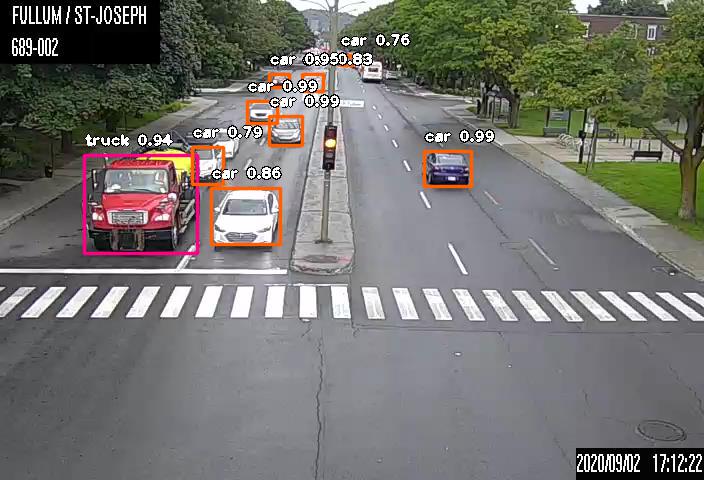 FULLUM / ST-JOSEPH
689-002
car 0.76
car 0.95
0.83
car 0.99
car 0.99
truck 0.94
car 0.79
car 0.99
car 0.86
2020/09/02 17:12:22